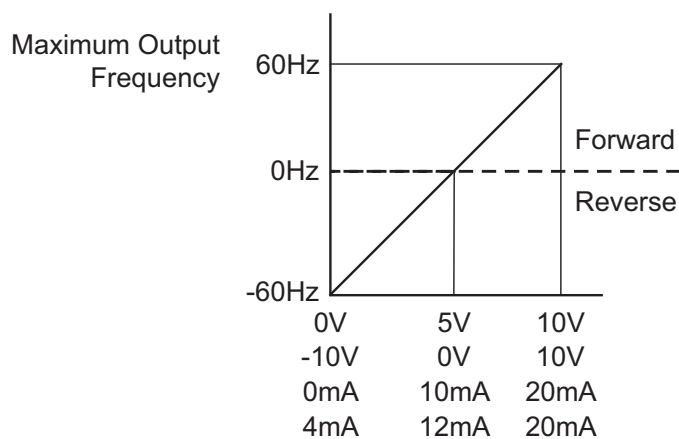 Maximum Output
Frequency
60Hz
Forward
0Hz
Reverse
-60Hz
0V 5V 10V
-10V 0V 10V
0mA 10mA 20mA
4mA 12mA 20mA